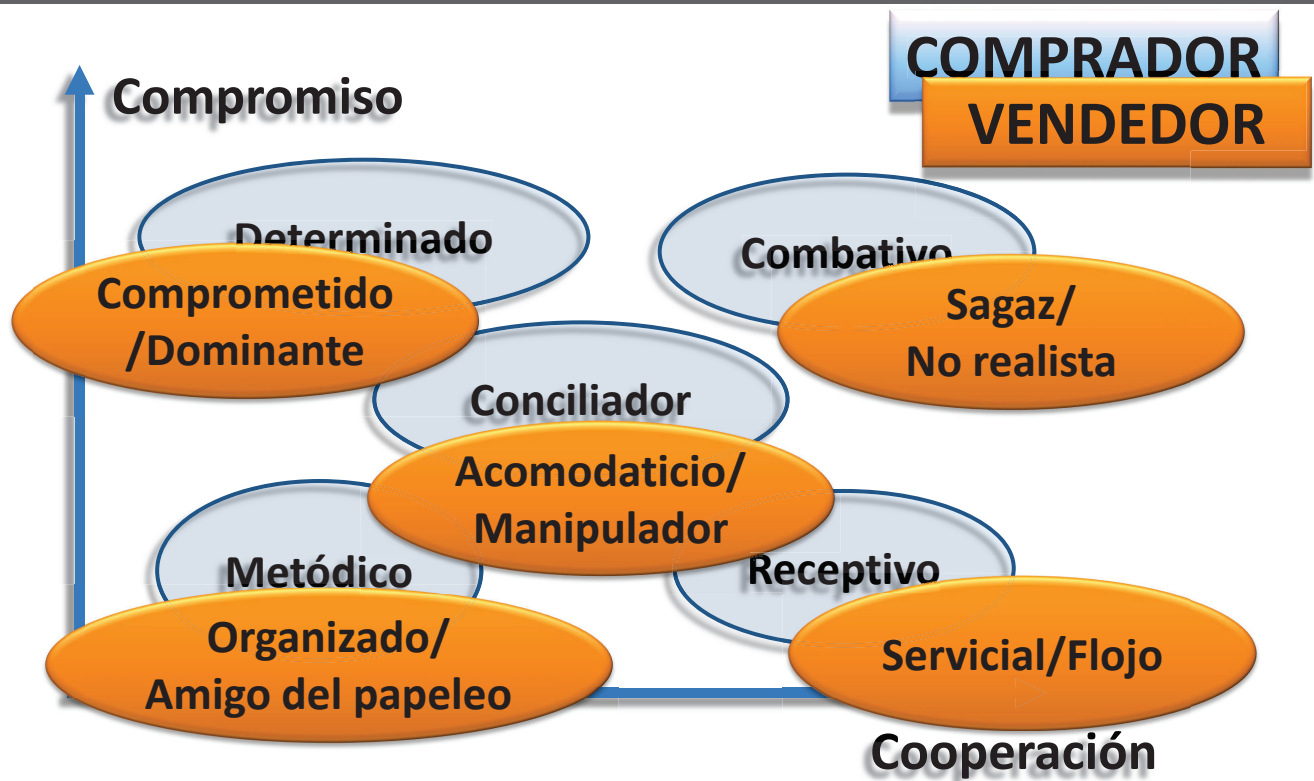 COMPRADOR
VENDEDOR
Compromiso
Determinado
Combativo
Comprometido
/Dominante
Sagaz/
No realista
Conciliador
Acomodaticio/
Manipulador
Metódico
Receptivo
Organizado/
Amigo del papeleo
Servicial/Flojo
Cooperación